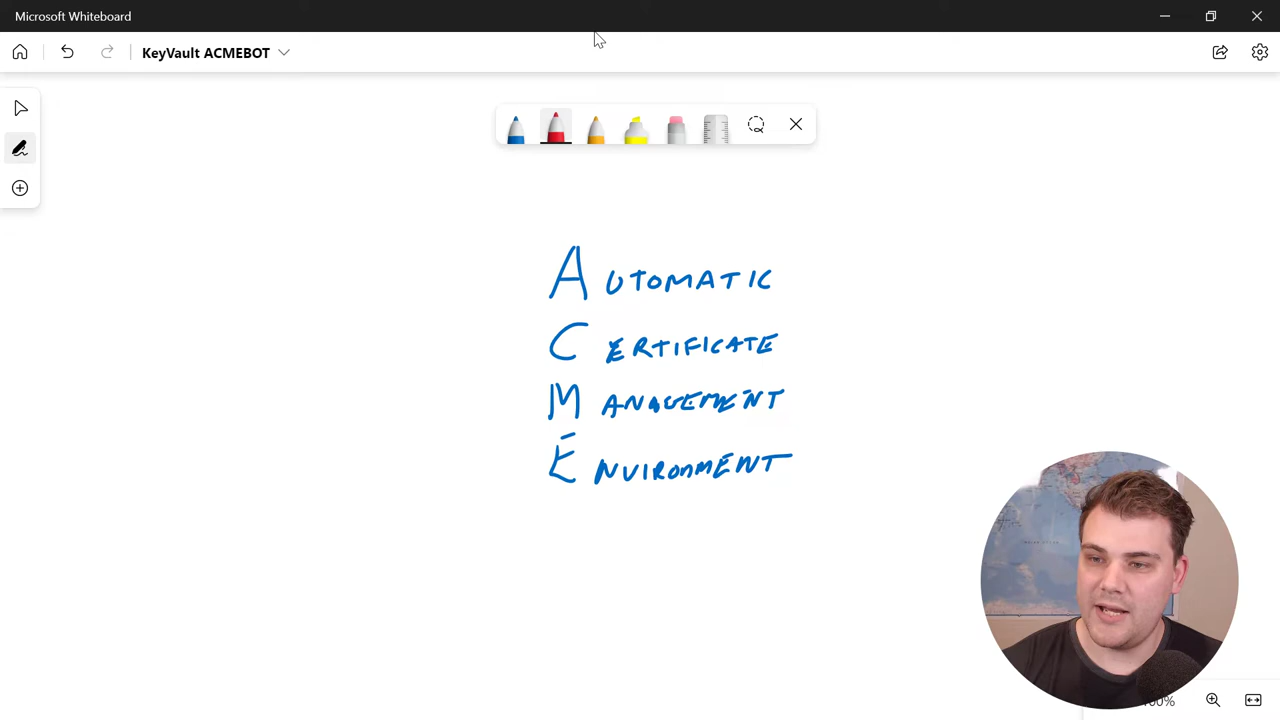 Microsoft Whiteboard
KeyVault ACMEBOT
AUTOMATIC
CERTIFICATE
MANAGEMENT
ENVIRONMENT